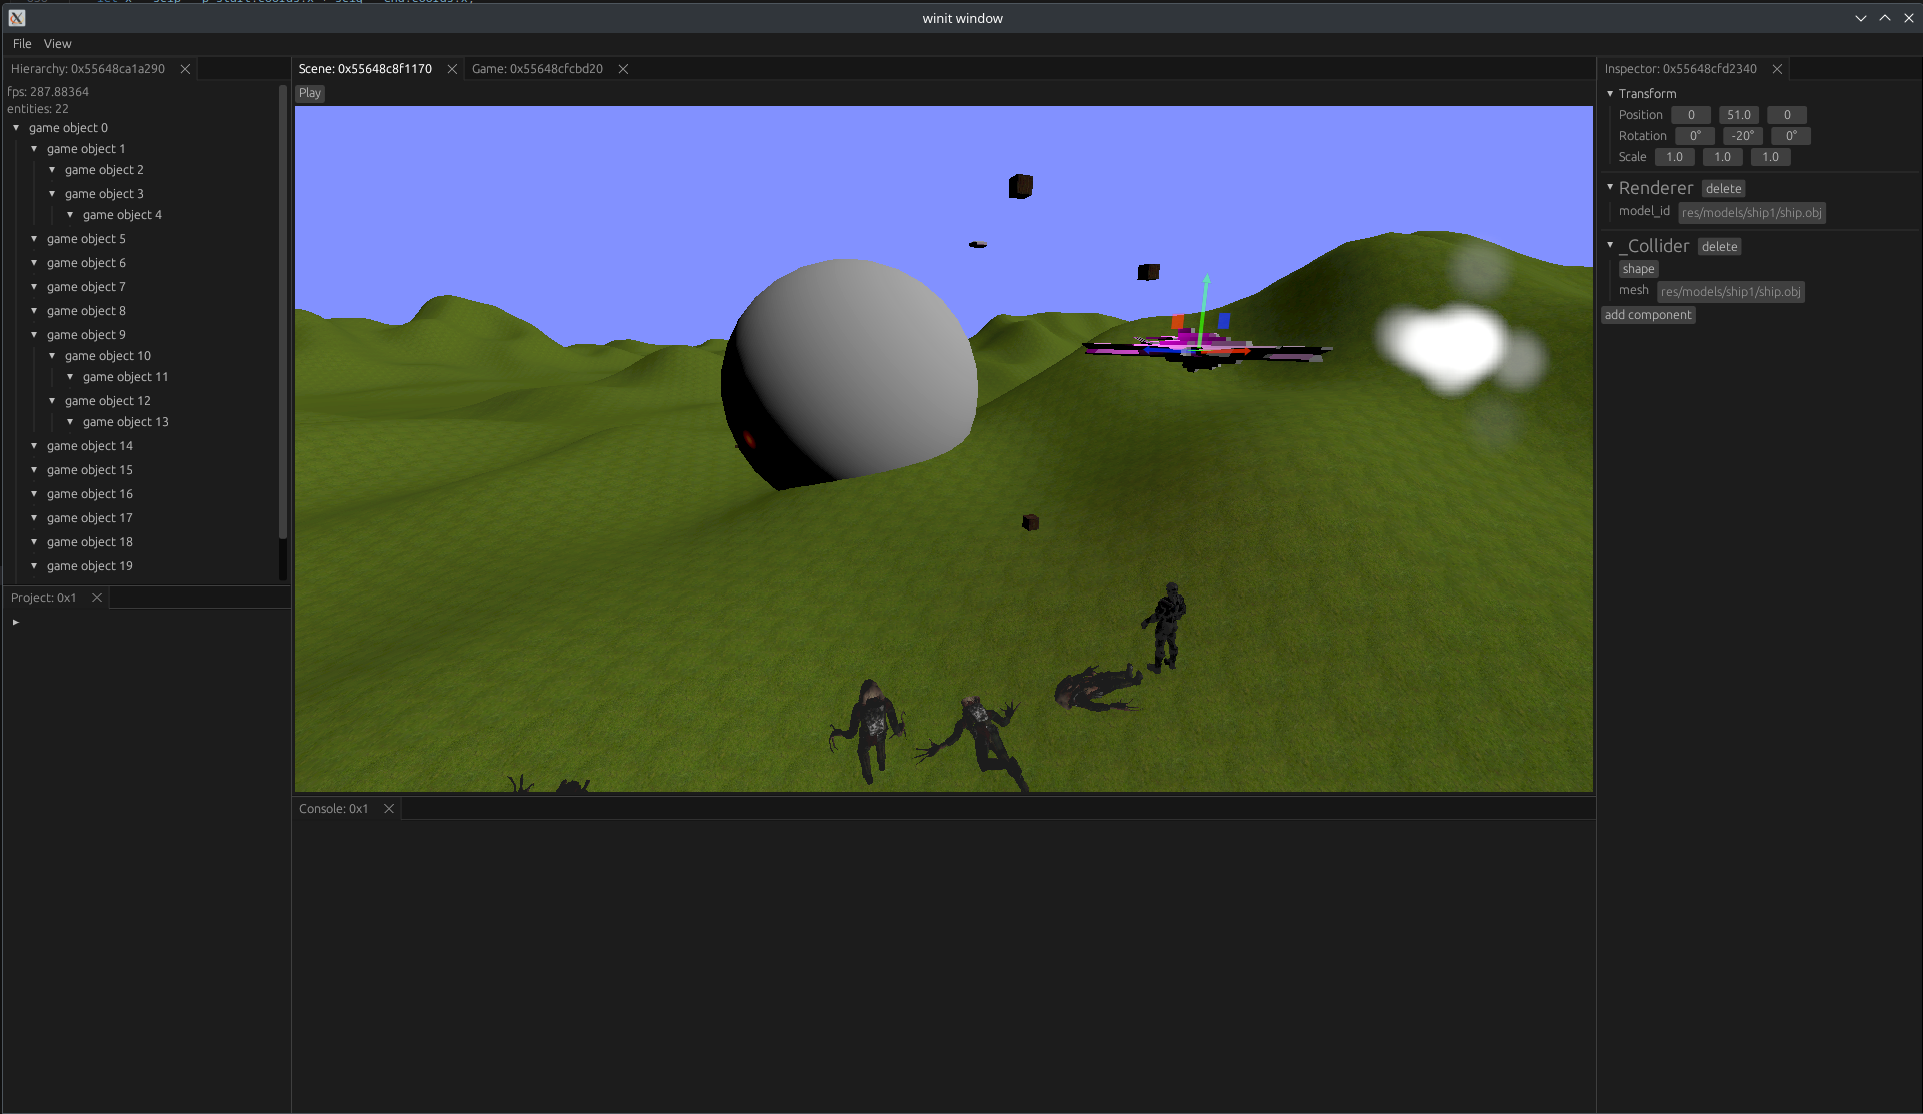 winit window
File View
Hierarchy: 0x55648ca1a290
fps: 287.88364
entities: 22
game object 0
game object 1
game object 2
game object 3
game object 4
game object 5
game object 6
game object 7
game object 8
game object 9
game object 10
game object 11
game object 12
game object 13
game object 14
game object 15
game object 16
game object 17
game object 18
game object 19
Project: 0x1
Scene: 0x55648c8f1170
Game: 0x55648cfcbd20
Play
Console: 0x1
Inspector: 0x55648cfd2340
Transform
Position 0 51.0 0
Rotation 0° -20° 0°
Scale 1.0 1.0 1.0
Renderer delete
model_id res/models/ship1/ship.obj
_Collider delete
shape
mesh res/models/ship1/ship.obj
add component